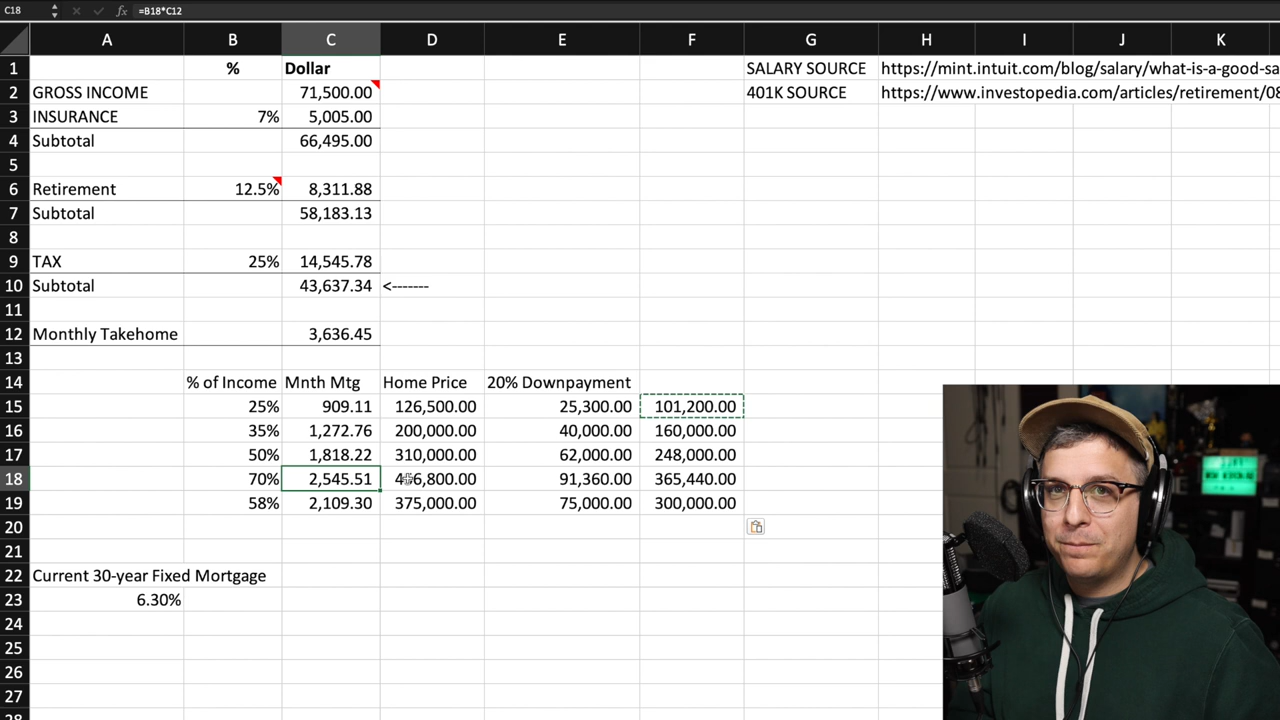 C18 fx =B18*C12
A B C D E F G H I J K
1 % Dollar SALARY SOURCE https://mint.intuit.com/blog/salary/what-is-a-good-sa
2 GROSS INCOME 71,500.00 401K SOURCE https://www.investopedia.com/articles/retirement/08
3 INSURANCE 7% 5,005.00
4 Subtotal 66,495.00
5
6 Retirement 12.5% 8,311.88
7 Subtotal 58,183.13
8
9 TAX 25% 14,545.78
10 Subtotal 43,637.34 <-------
11
12 Monthly Takehome 3,636.45
13
14 % of Income Mnth Mtg Home Price 20% Downpayment
15 25% 909.11 126,500.00 25,300.00 101,200.00
16 35% 1,272.76 200,000.00 40,000.00 160,000.00
17 50% 1,818.22 310,000.00 62,000.00 248,000.00
18 70% 2,545.51 91,360.00 365,440.00
19 58% 2,109.30 375,000.00 75,000.00 300,000.00
20
21
22 Current 30-year Fixed Mortgage
23 6.30%
24
25
26
27
28